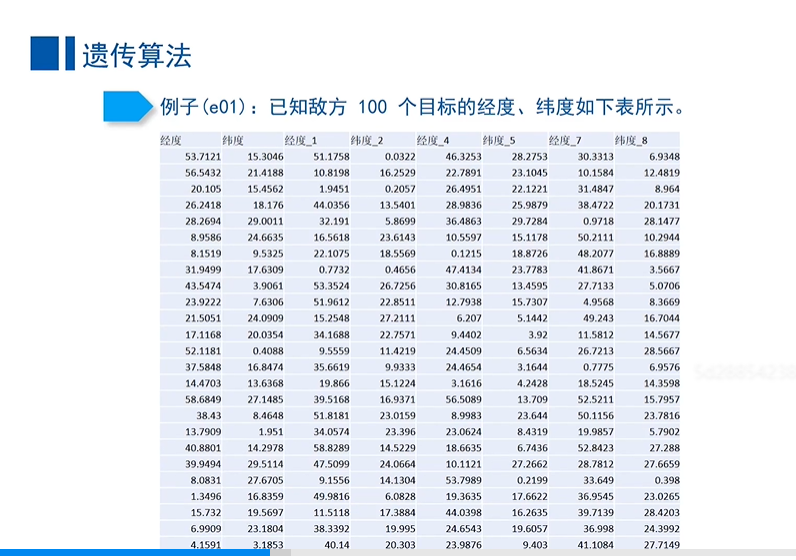 遗传算法
例子(e01)：已知敌方 100 个目标的经度、纬度如下表所示。
经度 纬度 经度_1 纬度_2 经度_4 纬度_5 经度_7 纬度_8
53.7121 15.3046 51.1758 0.0322 46.3253 28.2753 30.3313 6.9348
56.5432 21.4188 10.8198 16.2529 22.7891 23.1045 10.1584 12.4819
20.105 15.4562 1.9451 0.2057 26.4951 22.1221 31.4847 8.964
26.2418 18.176 44.0356 13.5401 28.9836 25.9879 38.4722 20.1731
28.2694 29.0011 32.191 5.8699 36.4863 29.7284 0.9718 28.1477
8.9586 24.6635 16.5618 23.6143 10.5597 15.1178 50.2111 10.2944
8.1519 9.5325 22.1075 18.5569 0.1215 18.8726 48.2077 16.8889
31.9499 17.6309 0.7732 0.4656 47.4134 23.7783 41.8671 3.5667
43.5474 3.9061 53.3524 26.7256 30.8165 13.4595 27.7133 5.0706
23.9222 7.6306 51.9612 22.8511 12.7938 15.7307 4.9568 8.3669
21.5051 24.0909 15.2548 27.2111 6.207 5.1442 49.243 16.7044
17.1168 20.0354 34.1688 22.7571 9.4402 3.92 11.5812 14.5677
52.1181 0.4088 9.5559 11.4219 24.4509 6.5634 26.7213 28.5667
37.5848 16.8474 35.6619 9.9333 24.4654 3.1644 0.7775 6.9576
14.4703 13.6368 19.866 15.1224 3.1616 4.2428 18.5245 14.3598
58.6849 27.1485 39.5168 16.9371 56.5089 13.709 52.5211 15.7957
38.43 8.4648 51.8181 23.0159 8.9983 23.644 50.1156 23.7816
13.7909 1.951 34.0574 23.396 23.0624 8.4319 19.9857 5.7902
40.8801 14.2978 58.8289 14.5229 18.6635 6.7436 52.8423 27.288
39.9494 29.5114 47.5099 24.0664 10.1121 27.2662 28.7812 27.6659
8.0831 27.6705 9.1556 14.1304 53.7989 0.2199 33.649 0.398
1.3496 16.8359 49.9816 6.0828 19.3635 17.6622 36.9545 23.0265
15.732 19.5697 11.5118 17.3884 44.0398 16.2635 39.7139 28.4203
6.9909 23.1804 38.3392 19.995 24.6543 19.6057 36.998 24.3992
4.1591 3.1853 40.14 20.303 23.9876 9.403 41.1084 27.7149